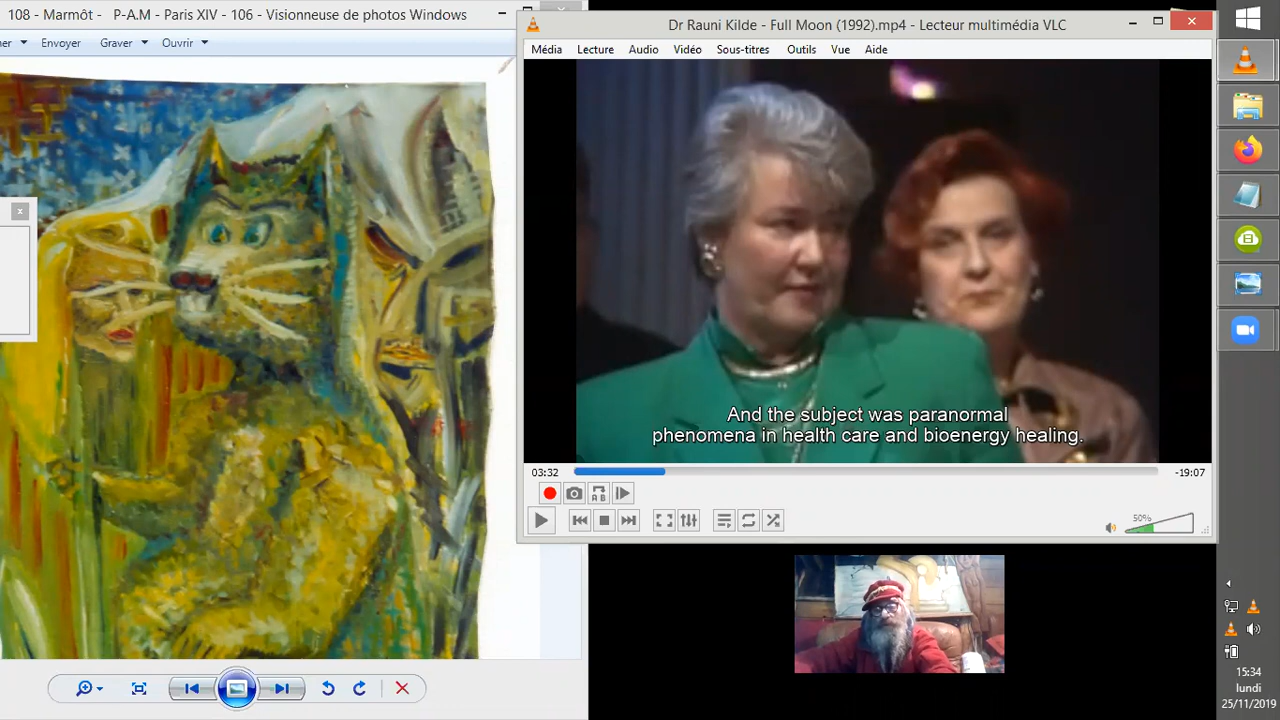 108 - Marmôt - P-A.M - Paris XIV - 106 - Visionneuse de photos Windows
Envoyer Graver Ouvrir
Dr Rauni Kilde - Full Moon (1992).mp4 - Lecteur multimédia VLC
Média Lecture Audio Vidéo Sous-titres Outils Vue Aide
And the subject was paranormal
phenomena in health care and bioenergy healing.
03:32 -19:07
50%
15:34
lundi
25/11/2019